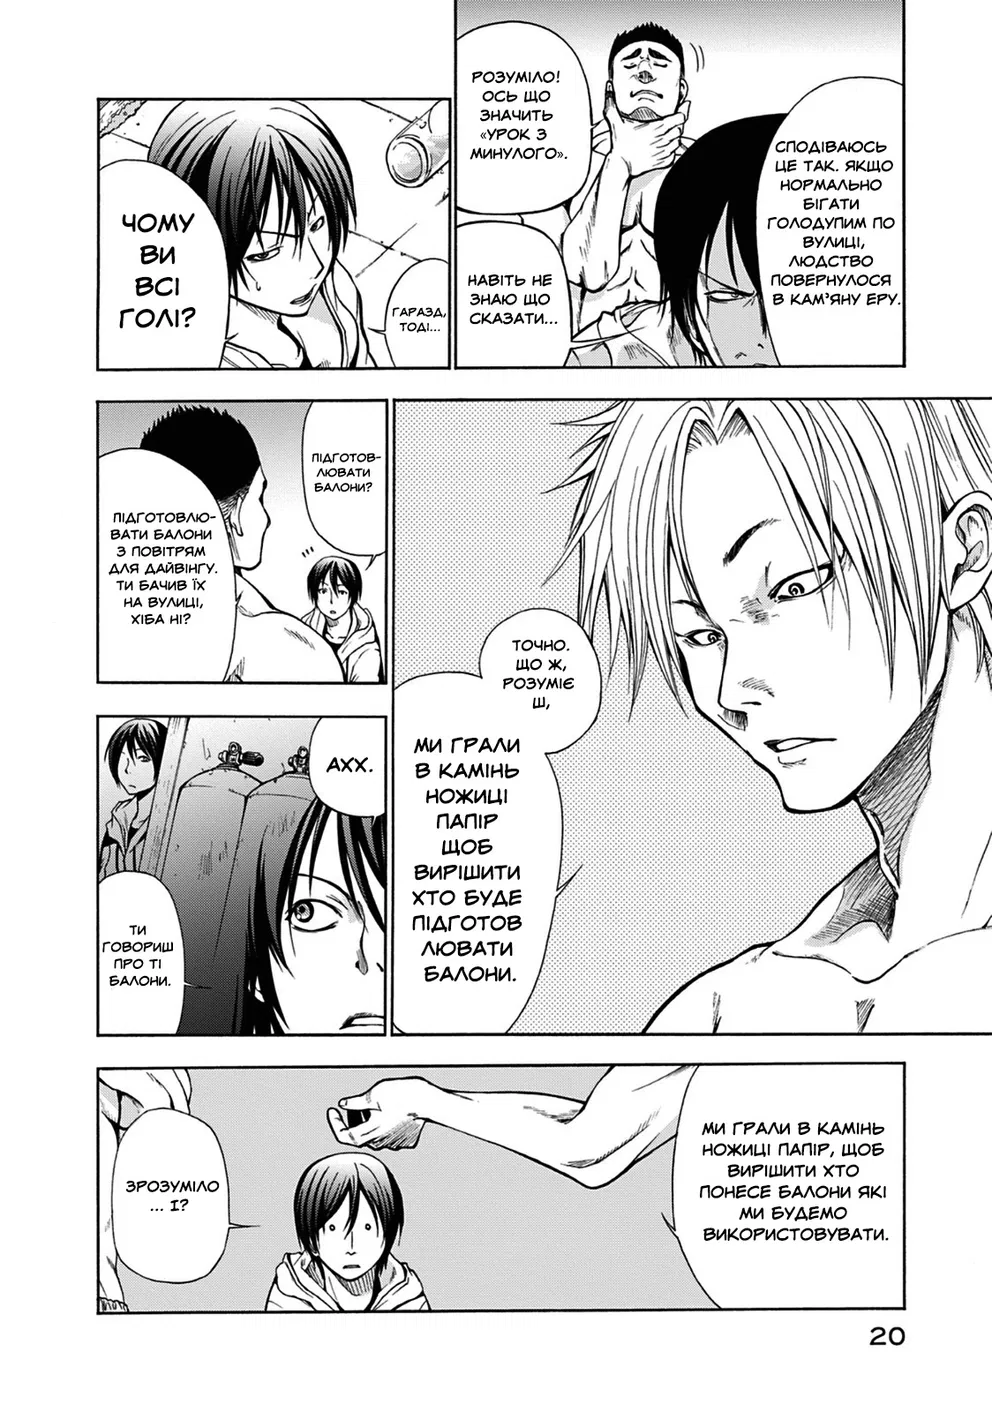 СПОДІВАЮСЬ
ЦЕ ТАК. ЯКЩО
НОРМАЛЬНО
БІГАТИ
ГОЛОДУПИМ ПО
ВУЛИЦІ,
ЛЮДСТВО
ПОВЕРНУЛОСЯ
В КАМ'ЯНУ ЕРУ.
РОЗУМІЛО!
ОСЬ ЩО
ЗНАЧИТЬ
«УРОК З
МИНУЛОГО».
НАВІТЬ НЕ
ЗНАЮ ЩО
СКАЗАТИ...
ГАРАЗД,
ТОДІ...
ЧОМУ
ВИ
ВСІ
ГОЛІ?
ТОЧНО.
ЩО Ж,
РОЗУМІЄ
Ш,
МИ ГРАЛИ
В КАМІНЬ
НОЖИЦІ
ПАПІР
ЩОБ
ВИРІШИТИ
ХТО БУДЕ
ПІДГОТОВ
ЛЮВАТИ
БАЛОНИ.
ПІДГОТОВ-
ЛЮВАТИ
БАЛОНИ?
ПІДГОТОВЛЮ-
ВАТИ БАЛОНИ
З ПОВІТРЯМ
ДЛЯ ДАЙВІНГУ.
ТИ БАЧИВ ЇХ
НА ВУЛИЦІ,
ХІБА НІ?
АХХ.
ТИ
ГОВОРИШ
ПРО ТІ
БАЛОНИ.
МИ ГРАЛИ В КАМІНЬ
НОЖИЦІ ПАПІР, ЩОБ
ВИРІШИТИ ХТО
ПОНЕСЕ БАЛОНИ ЯКІ
МИ БУДЕМО
ВИКОРИСТОВУВАТИ.
ЗРОЗУМІЛО
... І?
20